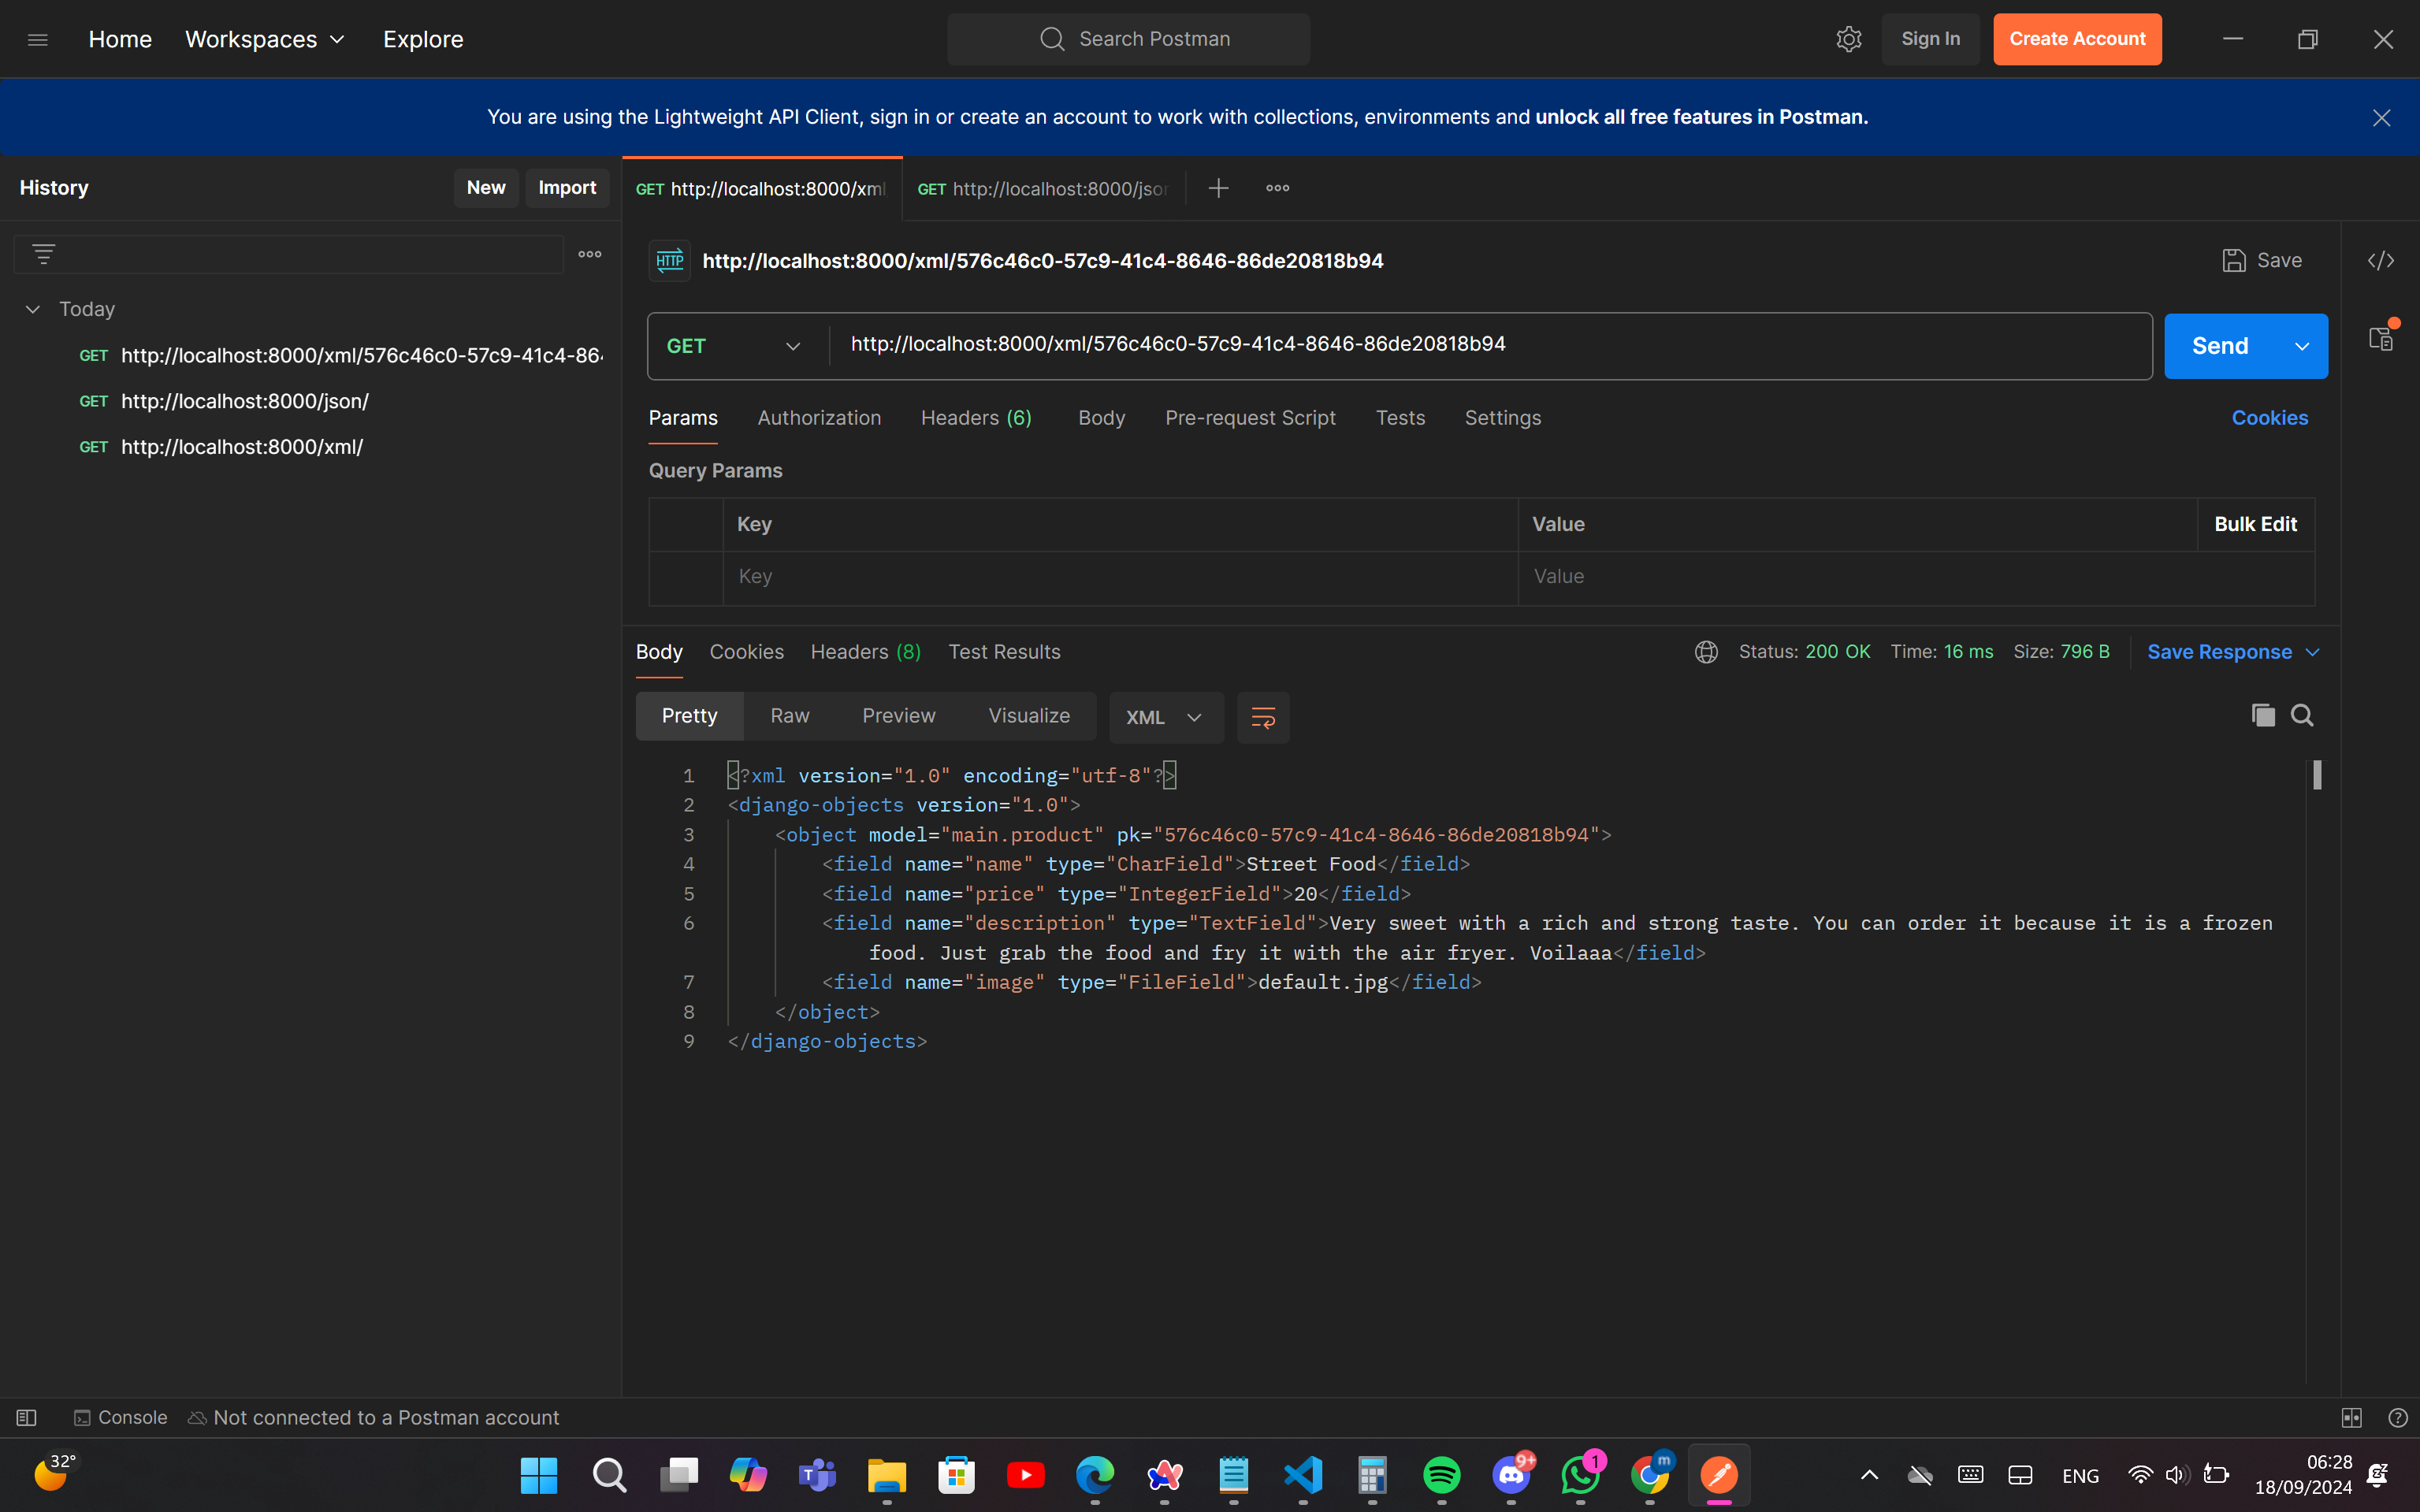 Home Workspaces Explore Search Postman Sign In Create Account
You are using the Lightweight API Client, sign in or create an account to work with collections, environments and unlock all free features in Postman.
History New Import
GET http://localhost:8000/xml GET http://localhost:8000/jso
http://localhost:8000/xml/576c46c0-57c9-41c4-8646-86de20818b94 Save
HTTP
Today
GET http://localhost:8000/xml/576c46c0-57c9-41c4-86
GET http://localhost:8000/json/
GET http://localhost:8000/xml/
GET http://localhost:8000/xml/576c46c0-57c9-41c4-8646-86de20818b94 Send
Params Authorization Headers (6) Body Pre-request Script Tests Settings Cookies
Query Params
Key Value Bulk Edit
Key Value
Body Cookies Headers (8) Test Results Status: 200 OK Time: 16 ms Size: 796 B Save Response
Pretty Raw Preview Visualize XML
1 <?xml version="1.0" encoding="utf-8"?>
2 <django-objects version="1.0">
3 <object model="main.product" pk="576c46c0-57c9-41c4-8646-86de20818b94">
4 <field name="name" type="CharField">Street Food</field>
5 <field name="price" type="IntegerField">20</field>
6 <field name="description" type="TextField">Very sweet with a rich and strong taste. You can order it because it is a frozen
food. Just grab the food and fry it with the air fryer. Voilaaa</field>
7 <field name="image" type="FileField">default.jpg</field>
8 </object>
9 </django-objects>
Console Not connected to a Postman account
32° 9+ 1 m ENG 06:28
18/09/2024